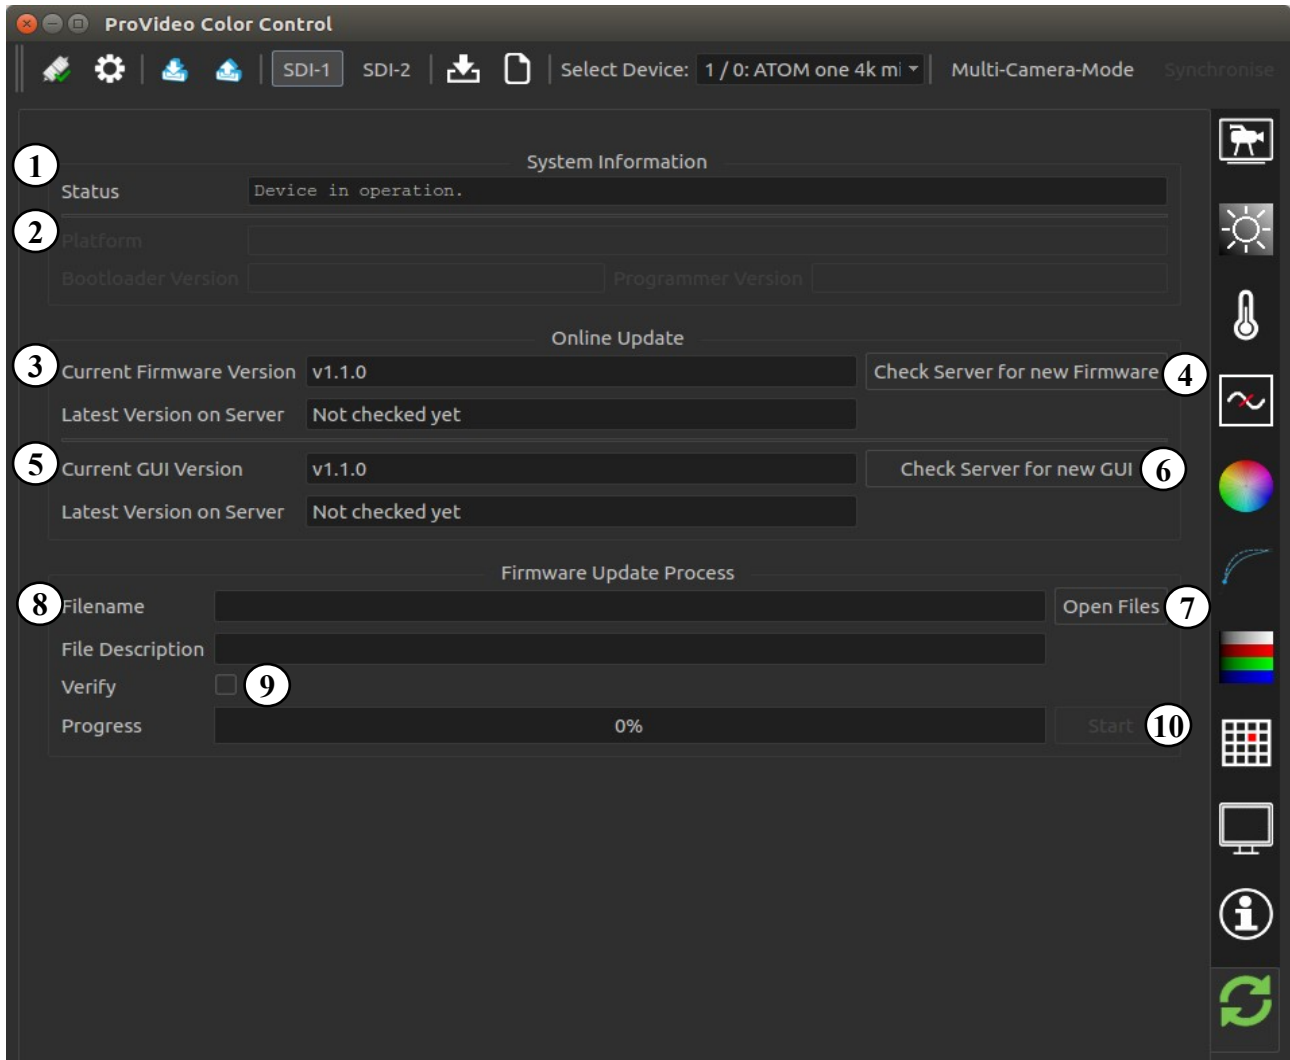 ProVideo Color Control
SDI-1 SDI-2 Select Device: 1 / 0: ATOM one 4k mi Multi-Camera-Mode Synchronise
1 System Information
Status Device in operation.
2 Platform
Bootloader Version Programmer Version
Online Update
3 Current Firmware Version v1.1.0 Check Server for new Firmware 4
Latest Version on Server Not checked yet
5 Current GUI Version v1.1.0 Check Server for new GUI 6
Latest Version on Server Not checked yet
Firmware Update Process
8 Filename Open Files 7
File Description
Verify 9
Progress 0% Start 10